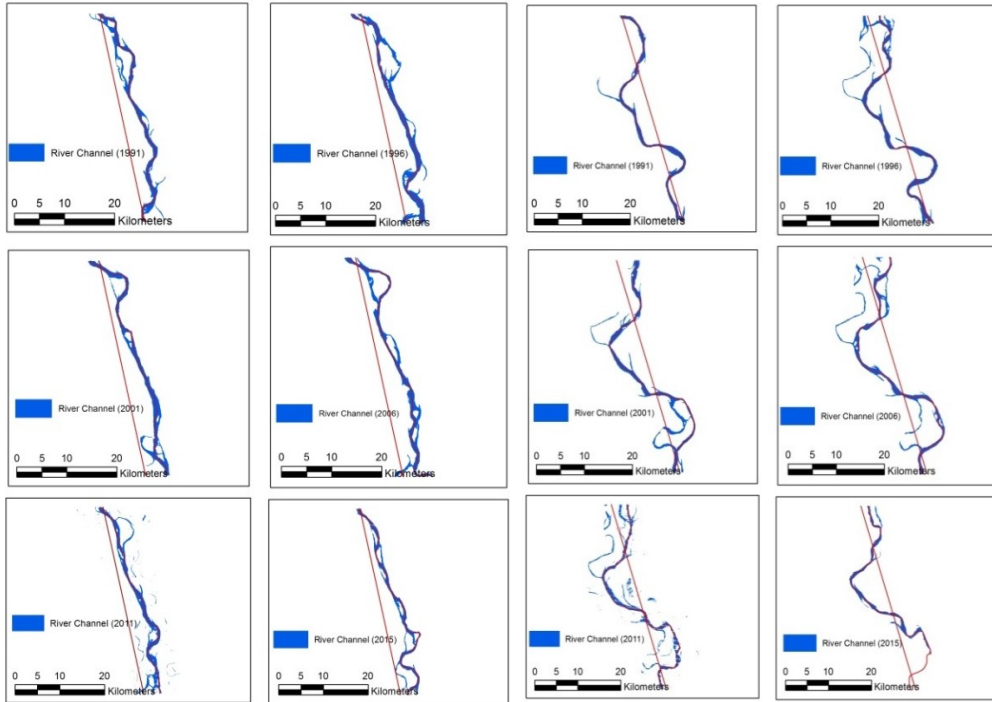 River Channel (1991)
0 5 10 20
Kilometers
River Channel (1996)
0 5 10 20
Kilometers
River Channel (1991)
0 5 10 20
Kilometers
River Channel (1996)
0 5 10 20
Kilometers
River Channel (2001)
0 5 10 20
Kilometers
River Channel (2006)
0 5 10 20
Kilometers
River Channel (2001)
0 5 10 20
Kilometers
River Channel (2006)
0 5 10 20
Kilometers
River Channel (2011)
0 5 10 20
Kilometers
River Channel (2015)
0 5 10 20
Kilometers
River Channel (2011)
0 5 10 20
Kilometers
River Channel (2015)
0 5 10 20
Kilometers